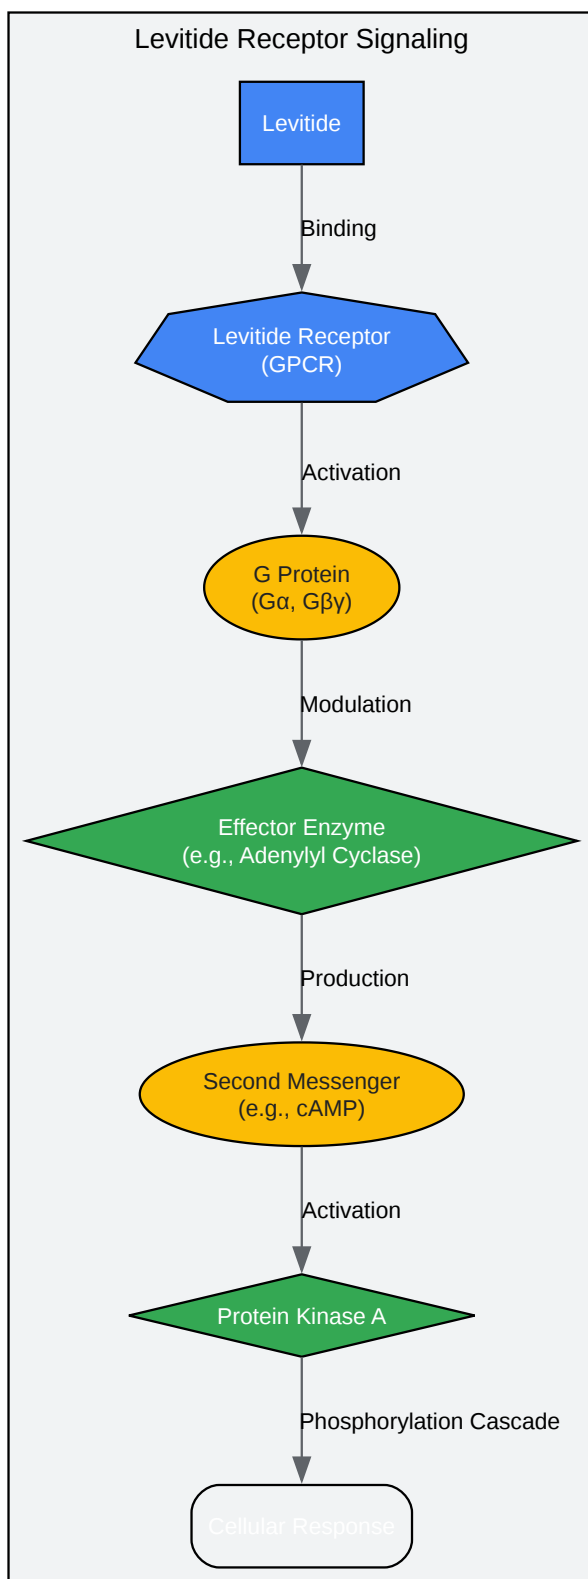 Levitide Receptor Signaling
Levitide
Binding
Levitide Receptor
(GPCR)
Activation
G Protein
(Gα, Gβγ)
Modulation
Effector Enzyme
(e.g., Adenylyl Cyclase)
Production
Second Messenger
(e.g., cAMP)
Activation
Protein Kinase A
Phosphorylation Cascade
Cellular Response